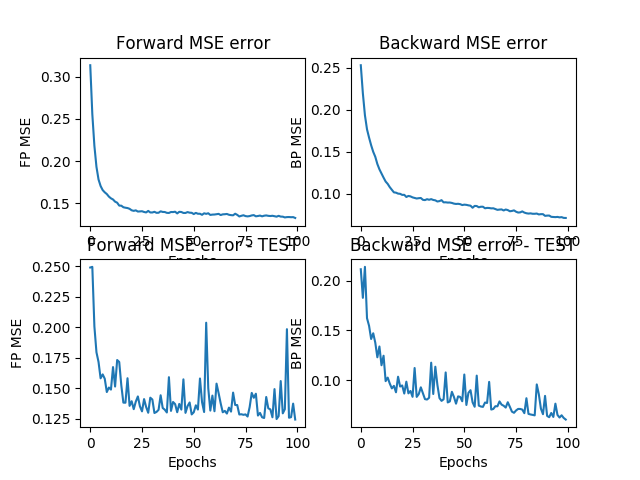 Forward MSE error
Backward MSE error
FP MSE
0.30
0.25
0.20
0.15
0 25 50 75 100
Epochs
BP MSE
0.25
0.20
0.15
0.10
0 25 50 75 100
Epochs
Forward MSE error - TEST
Backward MSE error - TEST
FP MSE
0.250
0.225
0.200
0.175
0.150
0.125
0 25 50 75 100
Epochs
BP MSE
0.20
0.15
0.10
0 25 50 75 100
Epochs